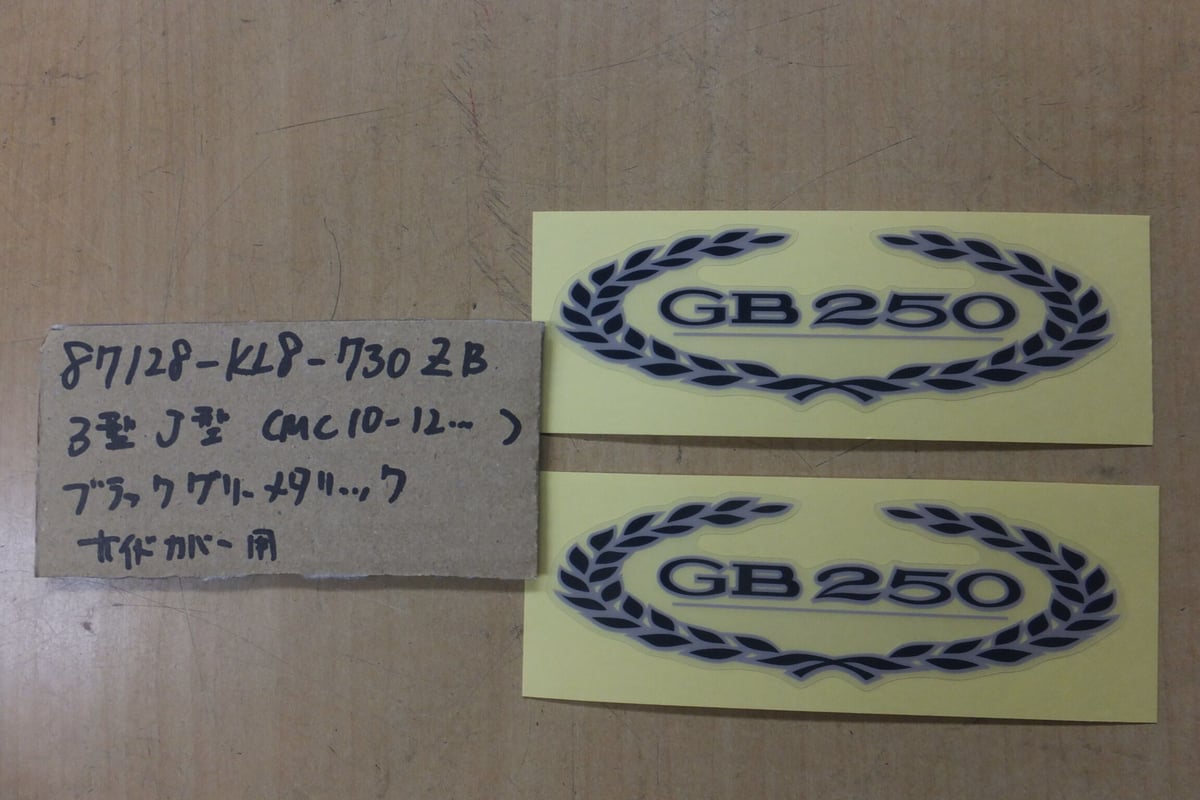 87128-KL8-730ZB
3型 J型 (MC10-12…)
ブラックグリーメタリック
サイドカバー用
GB250
GB250